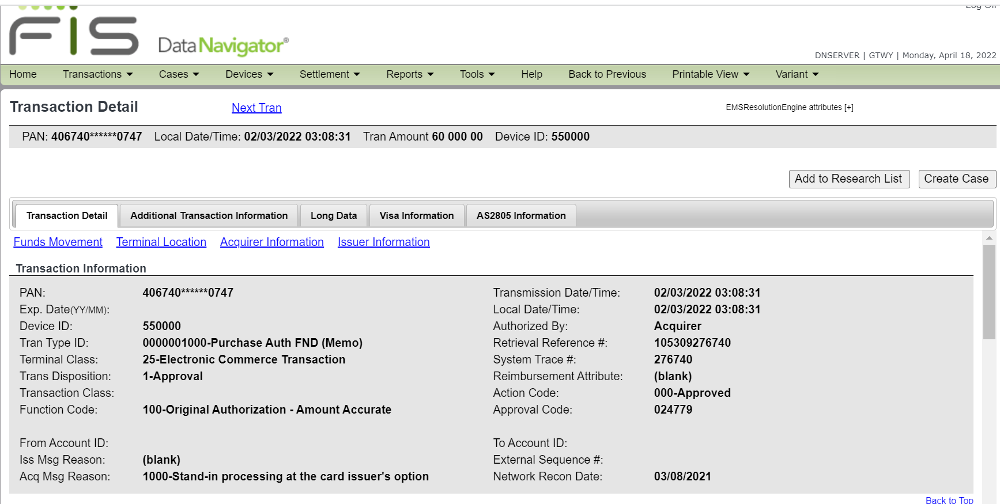 Log Off
FIS
DataNavigator®
DNSERVER | GTWY | Monday, April 18, 2022
Home Transactions Cases Devices Settlement Reports Tools Help Back to Previous Printable View Variant
Transaction Detail Next Tran EMSResolutionEngine attributes [+]
PAN: 406740******0747 Local Date/Time: 02/03/2022 03:08:31 Tran Amount 60 000 00 Device ID: 550000
Add to Research List Create Case
Transaction Detail Additional Transaction Information Long Data Visa Information AS2805 Information
Funds Movement Terminal Location Acquirer Information Issuer Information
Transaction Information
PAN: 406740******0747 Transmission Date/Time: 02/03/2022 03:08:31
Exp. Date(YY/MM): Local Date/Time: 02/03/2022 03:08:31
Device ID: 550000 Authorized By: Acquirer
Tran Type ID: 0000001000-Purchase Auth FND (Memo) Retrieval Reference #: 105309276740
Terminal Class: 25-Electronic Commerce Transaction System Trace #: 276740
Trans Disposition: 1-Approval Reimbursement Attribute: (blank)
Transaction Class: Action Code: 000-Approved
Function Code: 100-Original Authorization - Amount Accurate Approval Code: 024779
From Account ID: To Account ID:
Iss Msg Reason: (blank) External Sequence #:
Acq Msg Reason: 1000-Stand-in processing at the card issuer's option Network Recon Date: 03/08/2021
Back to Top